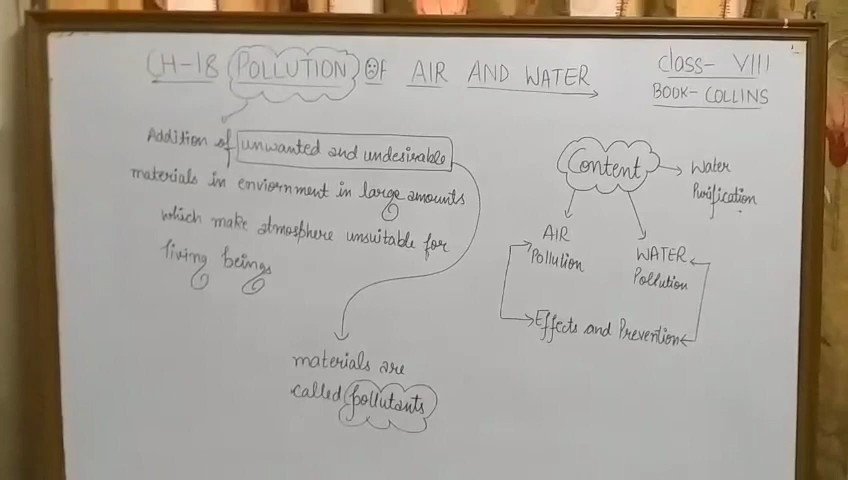 CH-18 POLLUTION OF AIR AND WATER
Class- VIII
BOOK- COLLINS
Addition of unwanted and undesirable
materials in enviornment in large amounts
which make atmosphere unsuitable for
living beings
materials are
called pollutants
Content
Water
Purification
AIR
Pollution
WATER
Pollution
Effects and Prevention